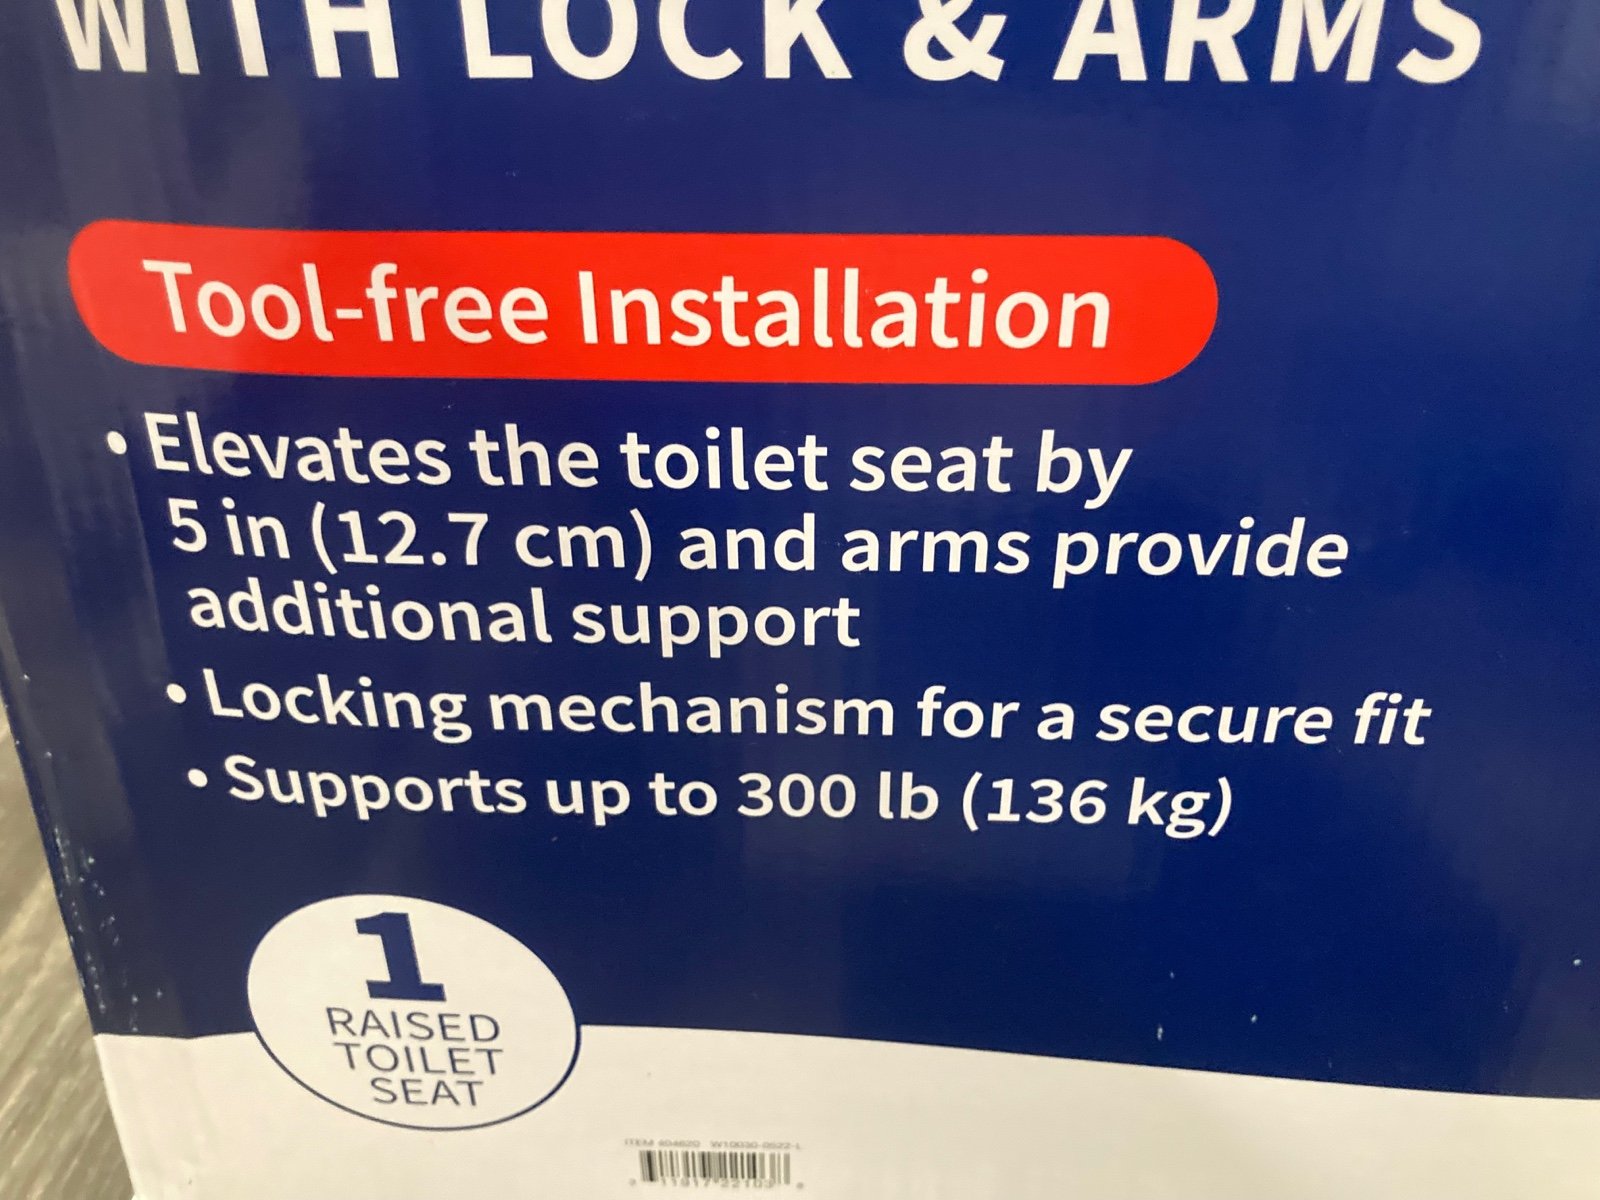 WITH LOCK & ARMS
Tool-free Installation
• Elevates the toilet seat by
5 in (12.7 cm) and arms provide
additional support
• Locking mechanism for a secure fit
• Supports up to 300 lb (136 kg)
1
RAISED
TOILET
SEAT
ITEM